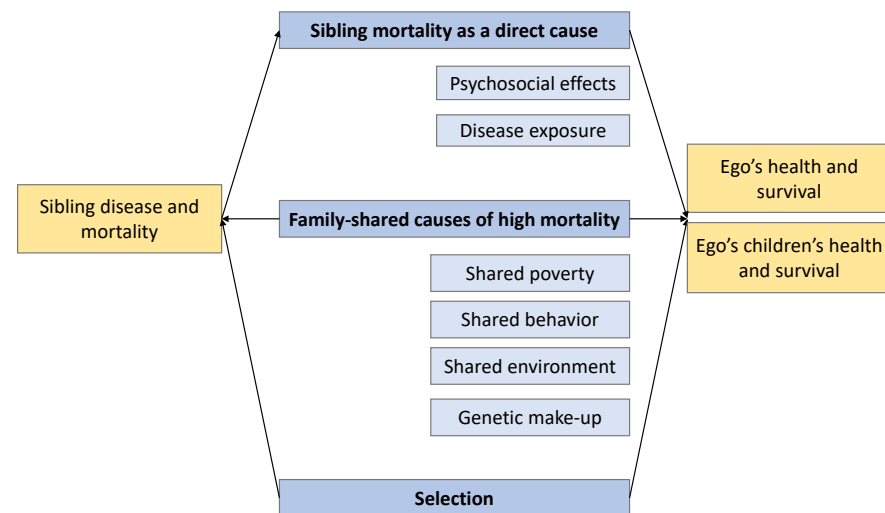 Sibling mortality as a direct cause
Psychosocial effects
Disease exposure
Sibling disease and
mortality
Family-shared causes of high mortality
Ego's health and
survival
Ego's children's health
and survival
Shared poverty
Shared behavior
Shared environment
Genetic make-up
Selection